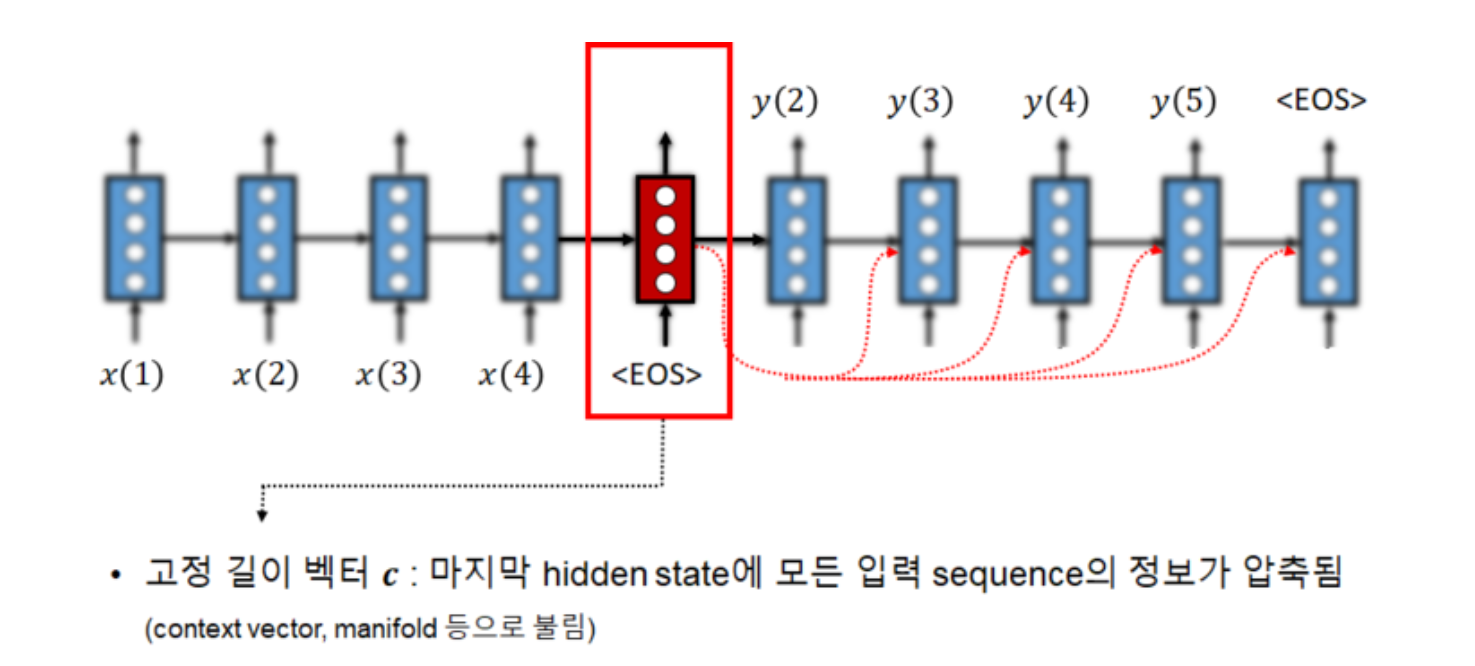 y(2) y(3) y(4) y(5) <EOS>
x(1) x(2) x(3) x(4) <EOS>
• 고정 길이 벡터 c : 마지막 hidden state에 모든 입력 sequence의 정보가 압축됨
(context vector, manifold 등으로 불림)